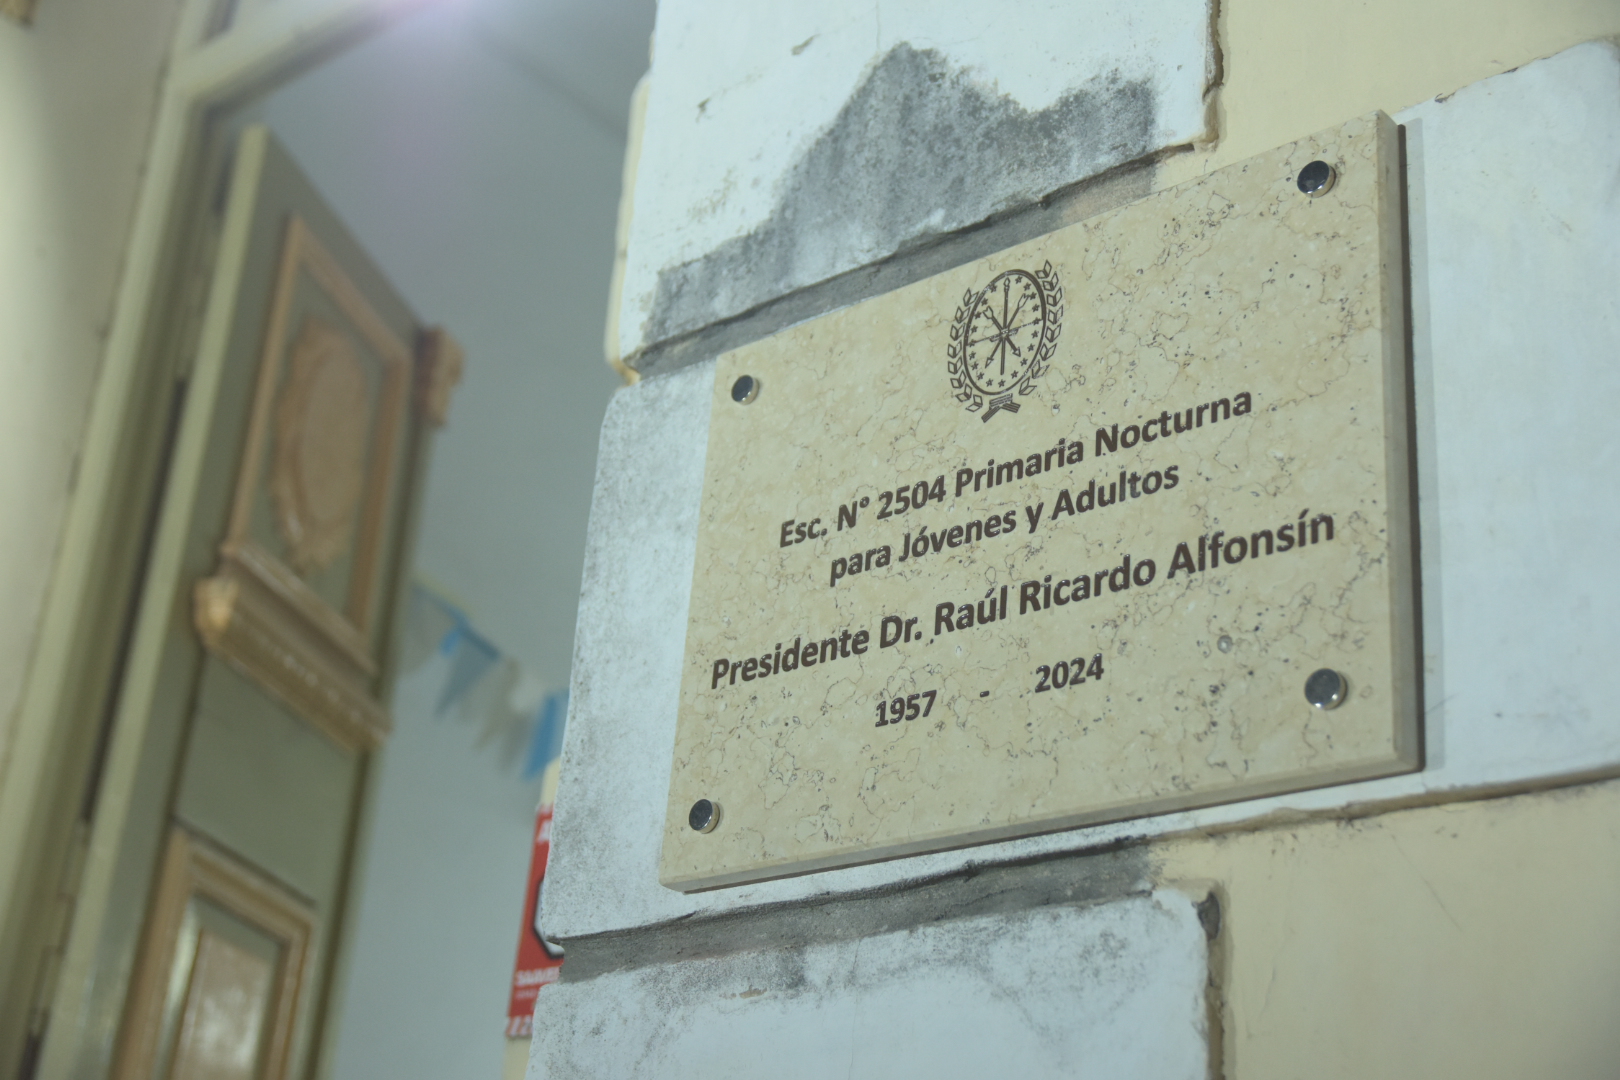 Esc. N° 2504 Primaria Nocturna
para Jóvenes y Adultos
Presidente Dr. Raúl Ricardo Alfonsín
1957 - 2024